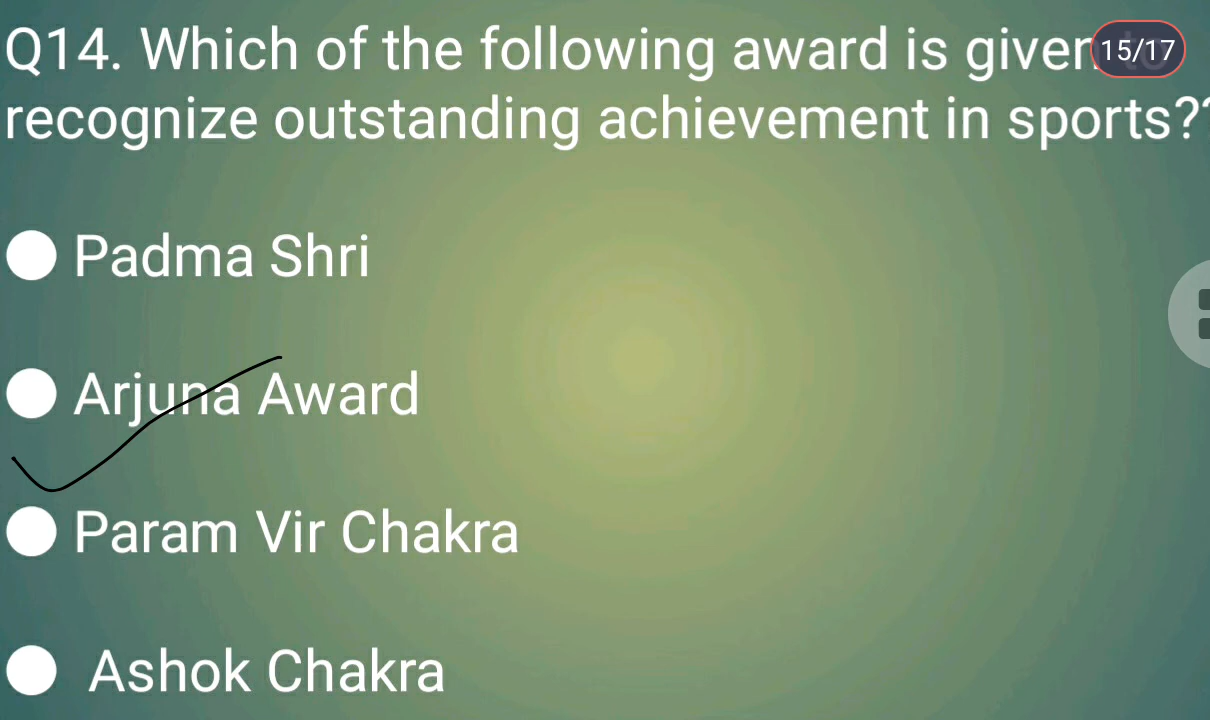 Q14. Which of the following award is given to
recognize outstanding achievement in sports??
15/17
Padma Shri
Arjuna Award
Param Vir Chakra
Ashok Chakra